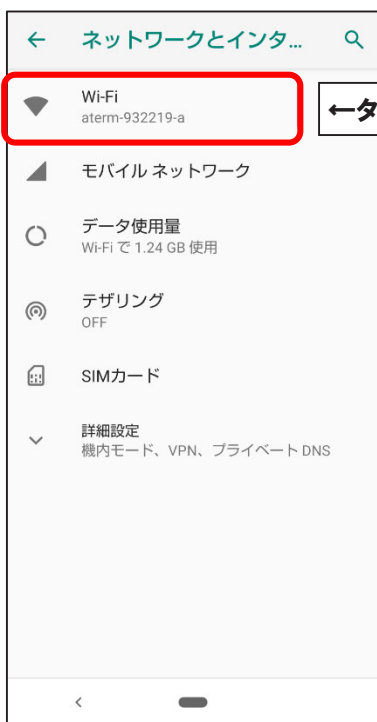 ネットワークとインタ...
Wi-Fi
aterm-932219-a
←タ
モバイル ネットワーク
データ使用量
Wi-Fi で 1.24 GB 使用
テザリング
OFF
SIMカード
詳細設定
機内モード、VPN、プライベート DNS